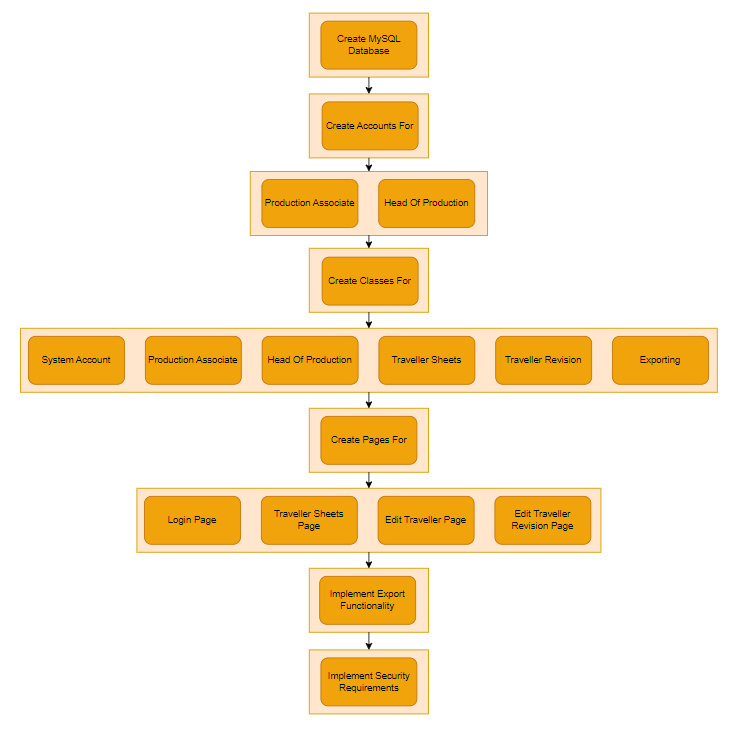 Create MySQL
Database
Create Accounts For
Production Associate
Head Of Production
Create Classes For
System Account
Production Associate
Head Of Production
Traveller Sheets
Traveller Revision
Exporting
Create Pages For
Login Page
Traveller Sheets
Page
Edit Traveller Page
Edit Traveller
Revision Page
Implement Export
Functionality
Implement Security
Requirements